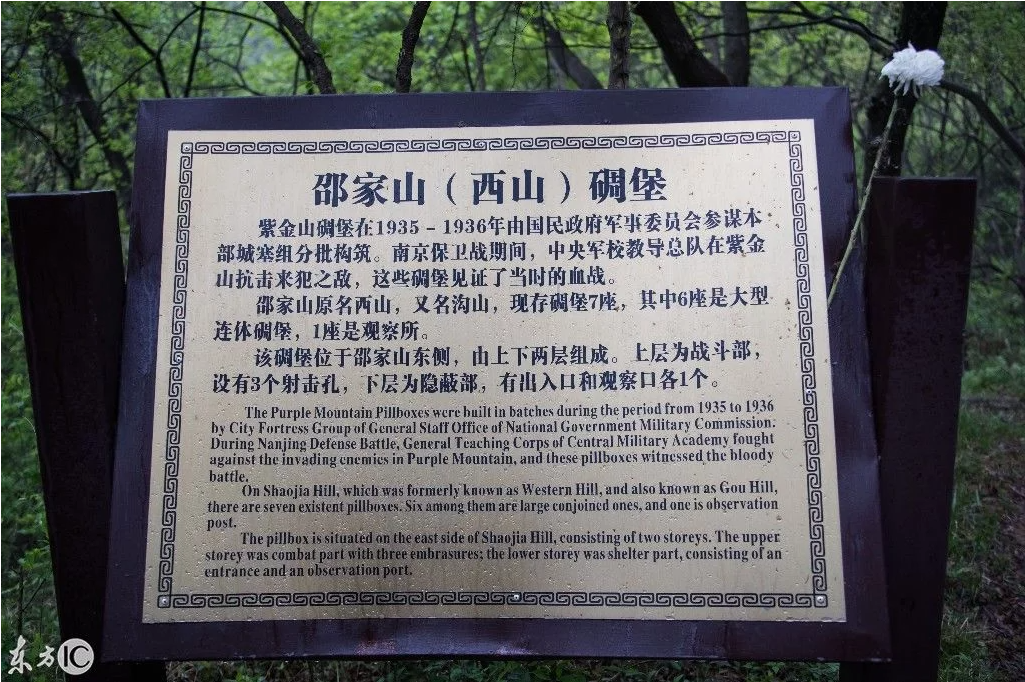 邵家山（西山）碉堡
紫金山碉堡在1935－1936年由国民政府军事委员会参谋本
部城塞组分批构筑。南京保卫战期间，中央军校教导总队在紫金
山抗击来犯之敌，这些碉堡见证了当时的血战。
邵家山原名西山，又名沟山，现存碉堡7座，其中6座是大型
连体碉堡，1座是观察所。
该碉堡位于邵家山东侧，由上下两层组成。上层为战斗部，
设有3个射击孔，下层为隐蔽部，有出入口和观察口各1个。
The Purple Mountain Pillboxes were built in batches during the period from 1935 to 1936
by City Fortress Group of General Staff Office of National Government Military Commission.
During Nanjing Defense Battle, General Teaching Corps of Central Military Academy fought
against the invading enemies in Purple Mountain, and these pillboxes witnessed the bloody
battle.
On Shaojia Hill, which was formerly known as Western Hill, and also known as Gou Hill,
there are seven existent pillboxes. Six among them are large conjoined ones, and one is observation
post.
The pillbox is situated on the east side of Shaojia Hill, consisting of two storeys. The upper
storey was combat part with three embrasures; the lower storey was shelter part, consisting of an
entrance and an observation port.
东方IC